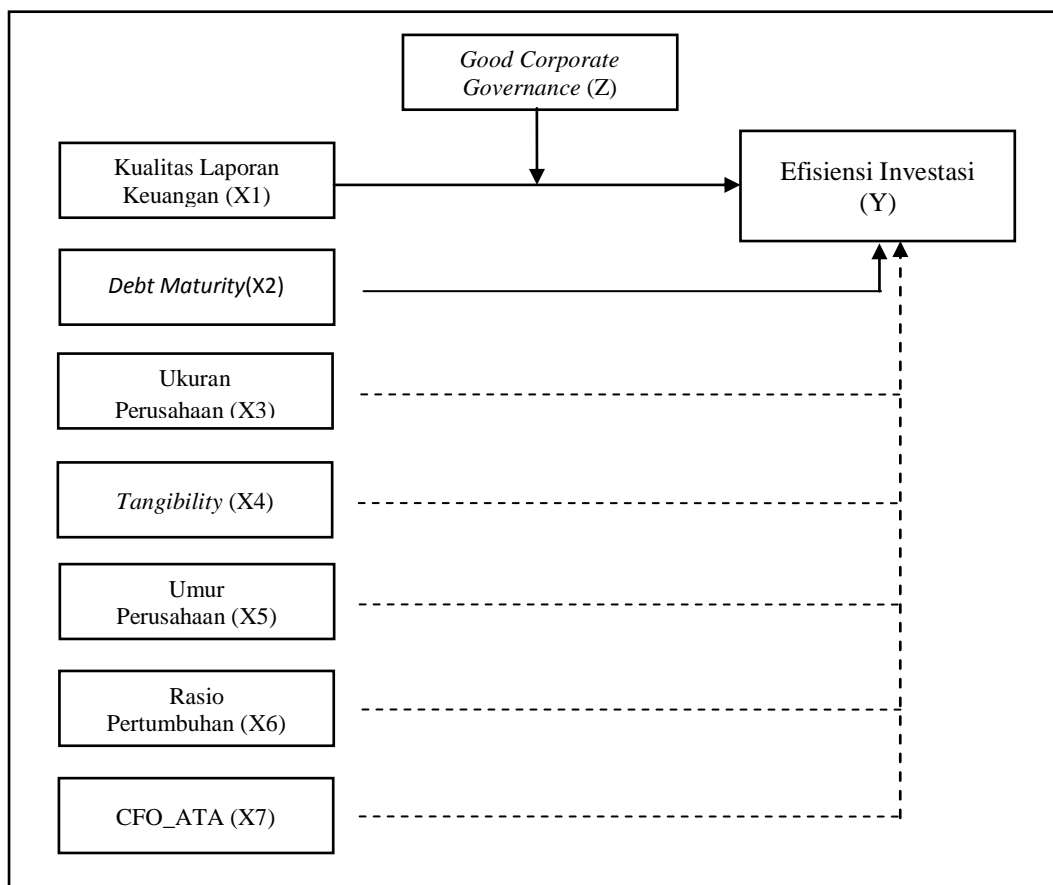 Good Corporate
Governance (Z)
Kualitas Laporan
Keuangan (X1)
Efisiensi Investasi
(Y)
Debt Maturity(X2)
Ukuran
Perusahaan (X3)
Tangibility (X4)
Umur
Perusahaan (X5)
Rasio
Pertumbuhan (X6)
CFO_ATA (X7)